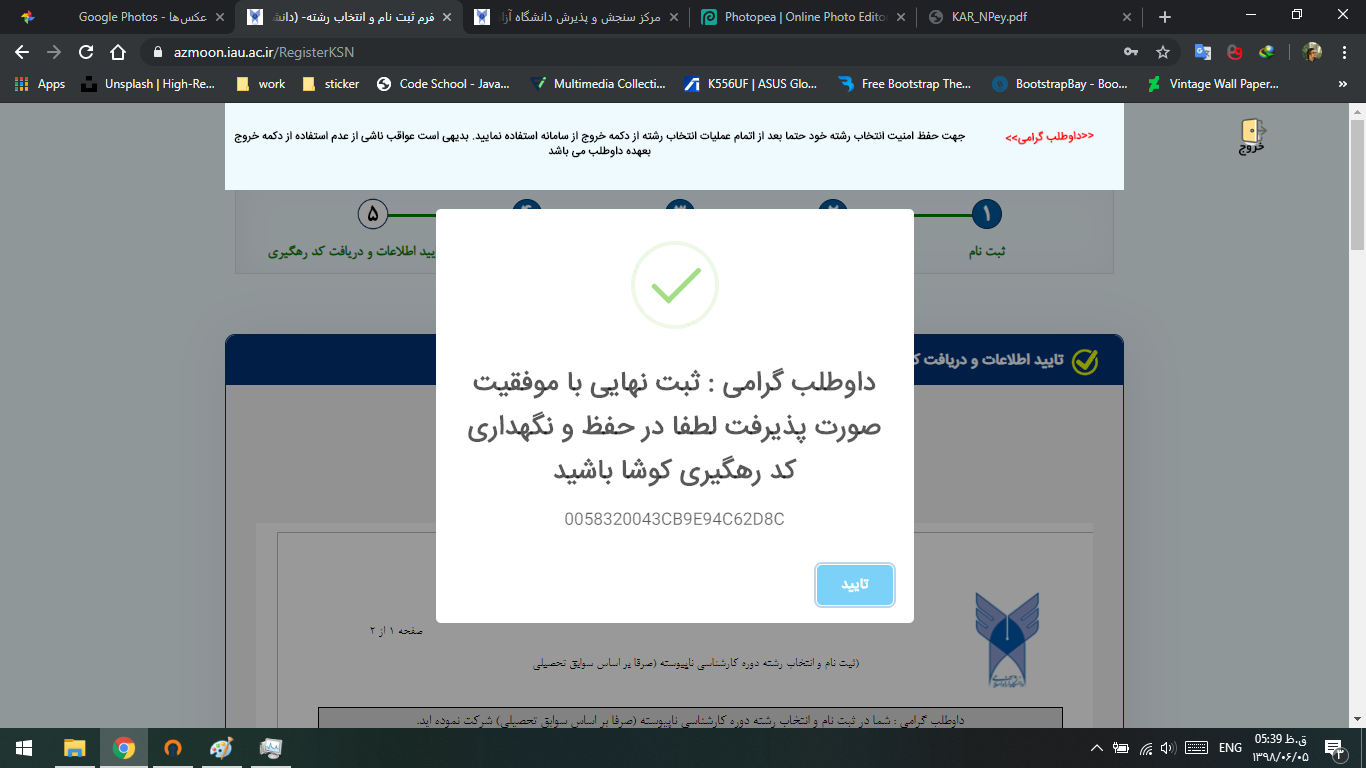 عکس‌ها - Google Photos
فرم ثبت نام و انتخاب رشته- (دانش
مرکز سنجش و پذیرش دانشگاه آزا
Photopea | Online Photo Editor
KAR_NPey.pdf
azmoon.iau.ac.ir/RegisterKSN
Apps
Unsplash | High-Re...
work
sticker
Code School - Java...
Multimedia Collecti...
K556UF | ASUS Glo...
Free Bootstrap The...
BootstrapBay - Boo...
Vintage Wall Paper...
<<داوطلب گرامی>>
جهت حفظ امنیت انتخاب رشته خود حتما بعد از اتمام عملیات انتخاب رشته از دکمه خروج از سامانه استفاده نمایید. بدیهی است عواقب ناشی از عدم استفاده از دکمه خروج
بعهده داوطلب می باشد
خروج
۱ ۲ ۳ ۴ ۵
ثبت نام
یید اطلاعات و دریافت کد رهگیری
تایید اطلاعات و دریافت ک
داوطلب گرامی : ثبت نهایی با موفقیت
صورت پذیرفت لطفا در حفظ و نگهداری
کد رهگیری کوشا باشید
0058320043CB9E94C62D8C
تایید
صفحه ۱ از ۲
(ثبت نام و انتخاب رشته دوره کارشناسی ناپیوسته (صرفا بر اساس سوابق تحصیلی
داوطلب گرامی : شما در ثبت نام و انتخاب رشته دوره کارشناسی ناپیوسته (صرفا بر اساس سوابق تحصیلی) شرکت نموده اید.
ENG
05:39 ق.ظ
۱۳۹۸/۰۶/۰۵
۳